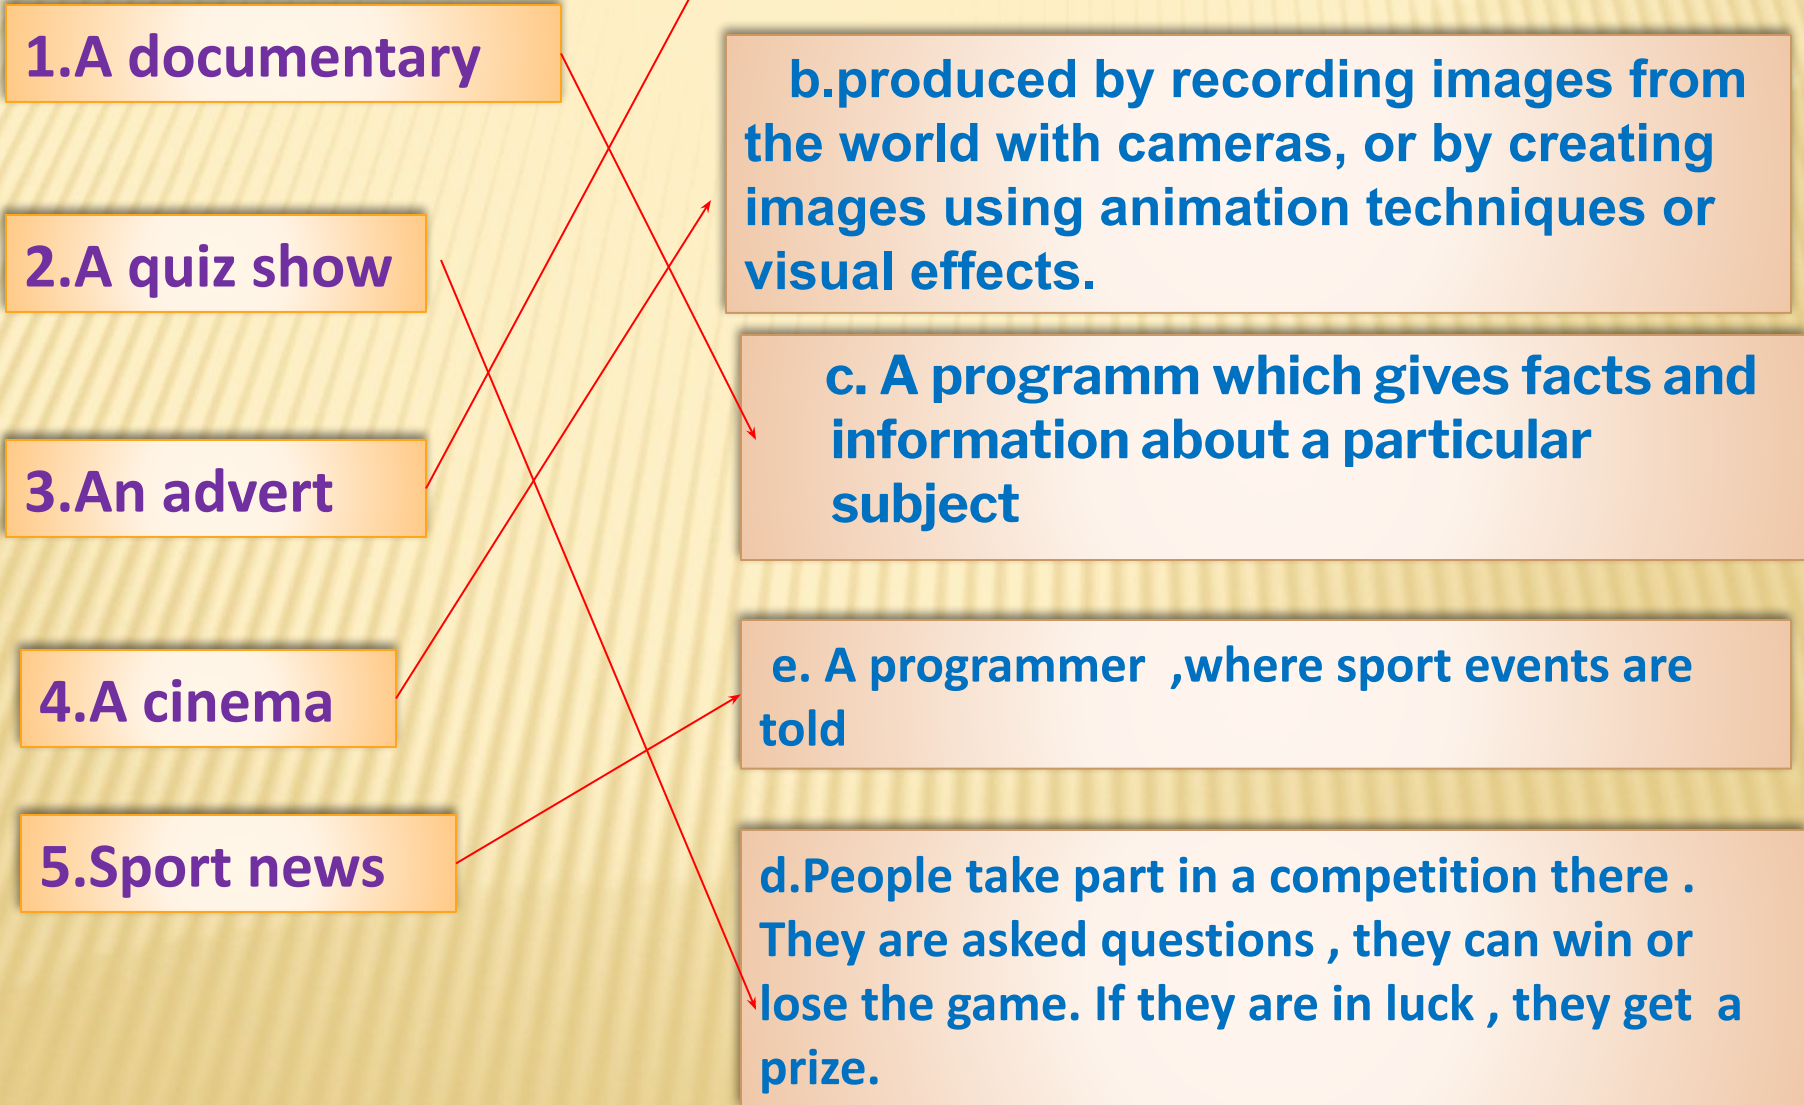 1.A documentary
2.A quiz show
3.An advert
4.A cinema
5.Sport news
b.produced by recording images from
the world with cameras, or by creating
images using animation techniques or
visual effects.
c. A programm which gives facts and
information about a particular
subject
e. A programmer ,where sport events are
told
d.People take part in a competition there .
They are asked questions , they can win or
lose the game. If they are in luck , they get a
prize.